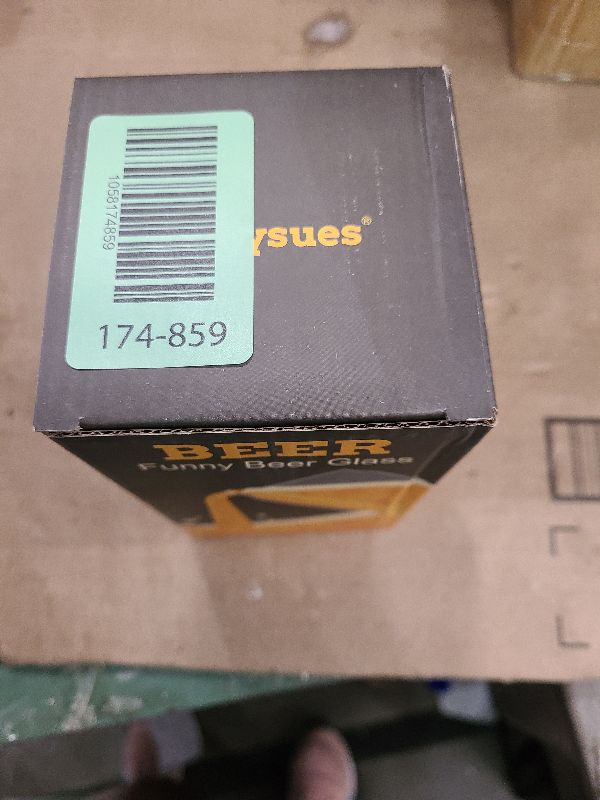 1058174859
174-859
ysues®
BEER
Funny Beer Glass